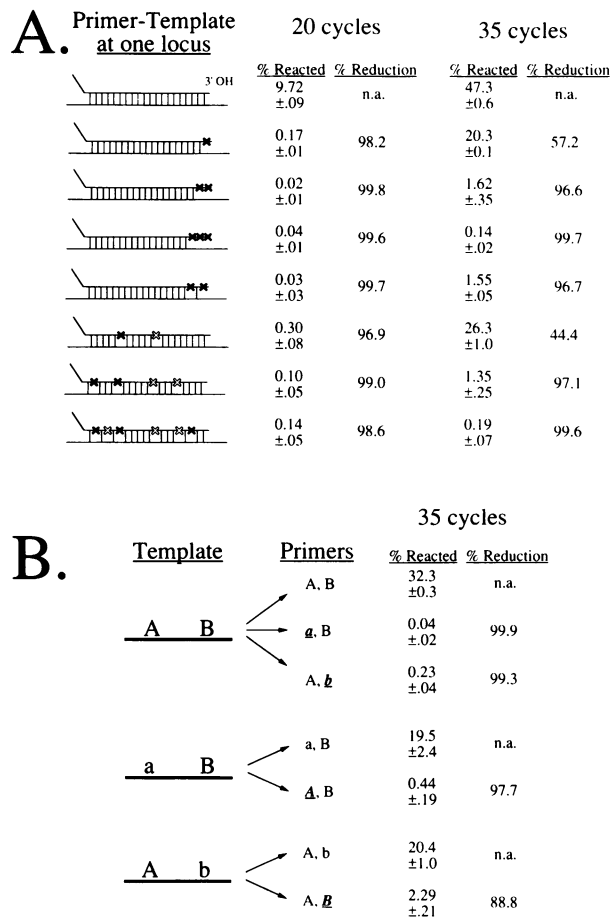 A.
Primer-Template at one locus
20 cycles
35 cycles
% Reacted % Reduction % Reacted % Reduction
3' OH
9.72 ±.09 n.a. 47.3 ±0.6 n.a.
0.17 ±.01 98.2 20.3 ±0.1 57.2
0.02 ±.01 99.8 1.62 ±.35 96.6
0.04 ±.01 99.6 0.14 ±.02 99.7
0.03 ±.03 99.7 1.55 ±.05 96.7
0.30 ±.08 96.9 26.3 ±1.0 44.4
0.10 ±.05 99.0 1.35 ±.25 97.1
0.14 ±.05 98.6 0.19 ±.07 99.6
B.
35 cycles
Template Primers % Reacted % Reduction
A B
A, B 32.3 ±0.3 n.a.
a, B 0.04 ±.02 99.9
A, b 0.23 ±.04 99.3
a B
a, B 19.5 ±2.4 n.a.
A, B 0.44 ±.19 97.7
A b
A, b 20.4 ±1.0 n.a.
A, B 2.29 ±.21 88.8